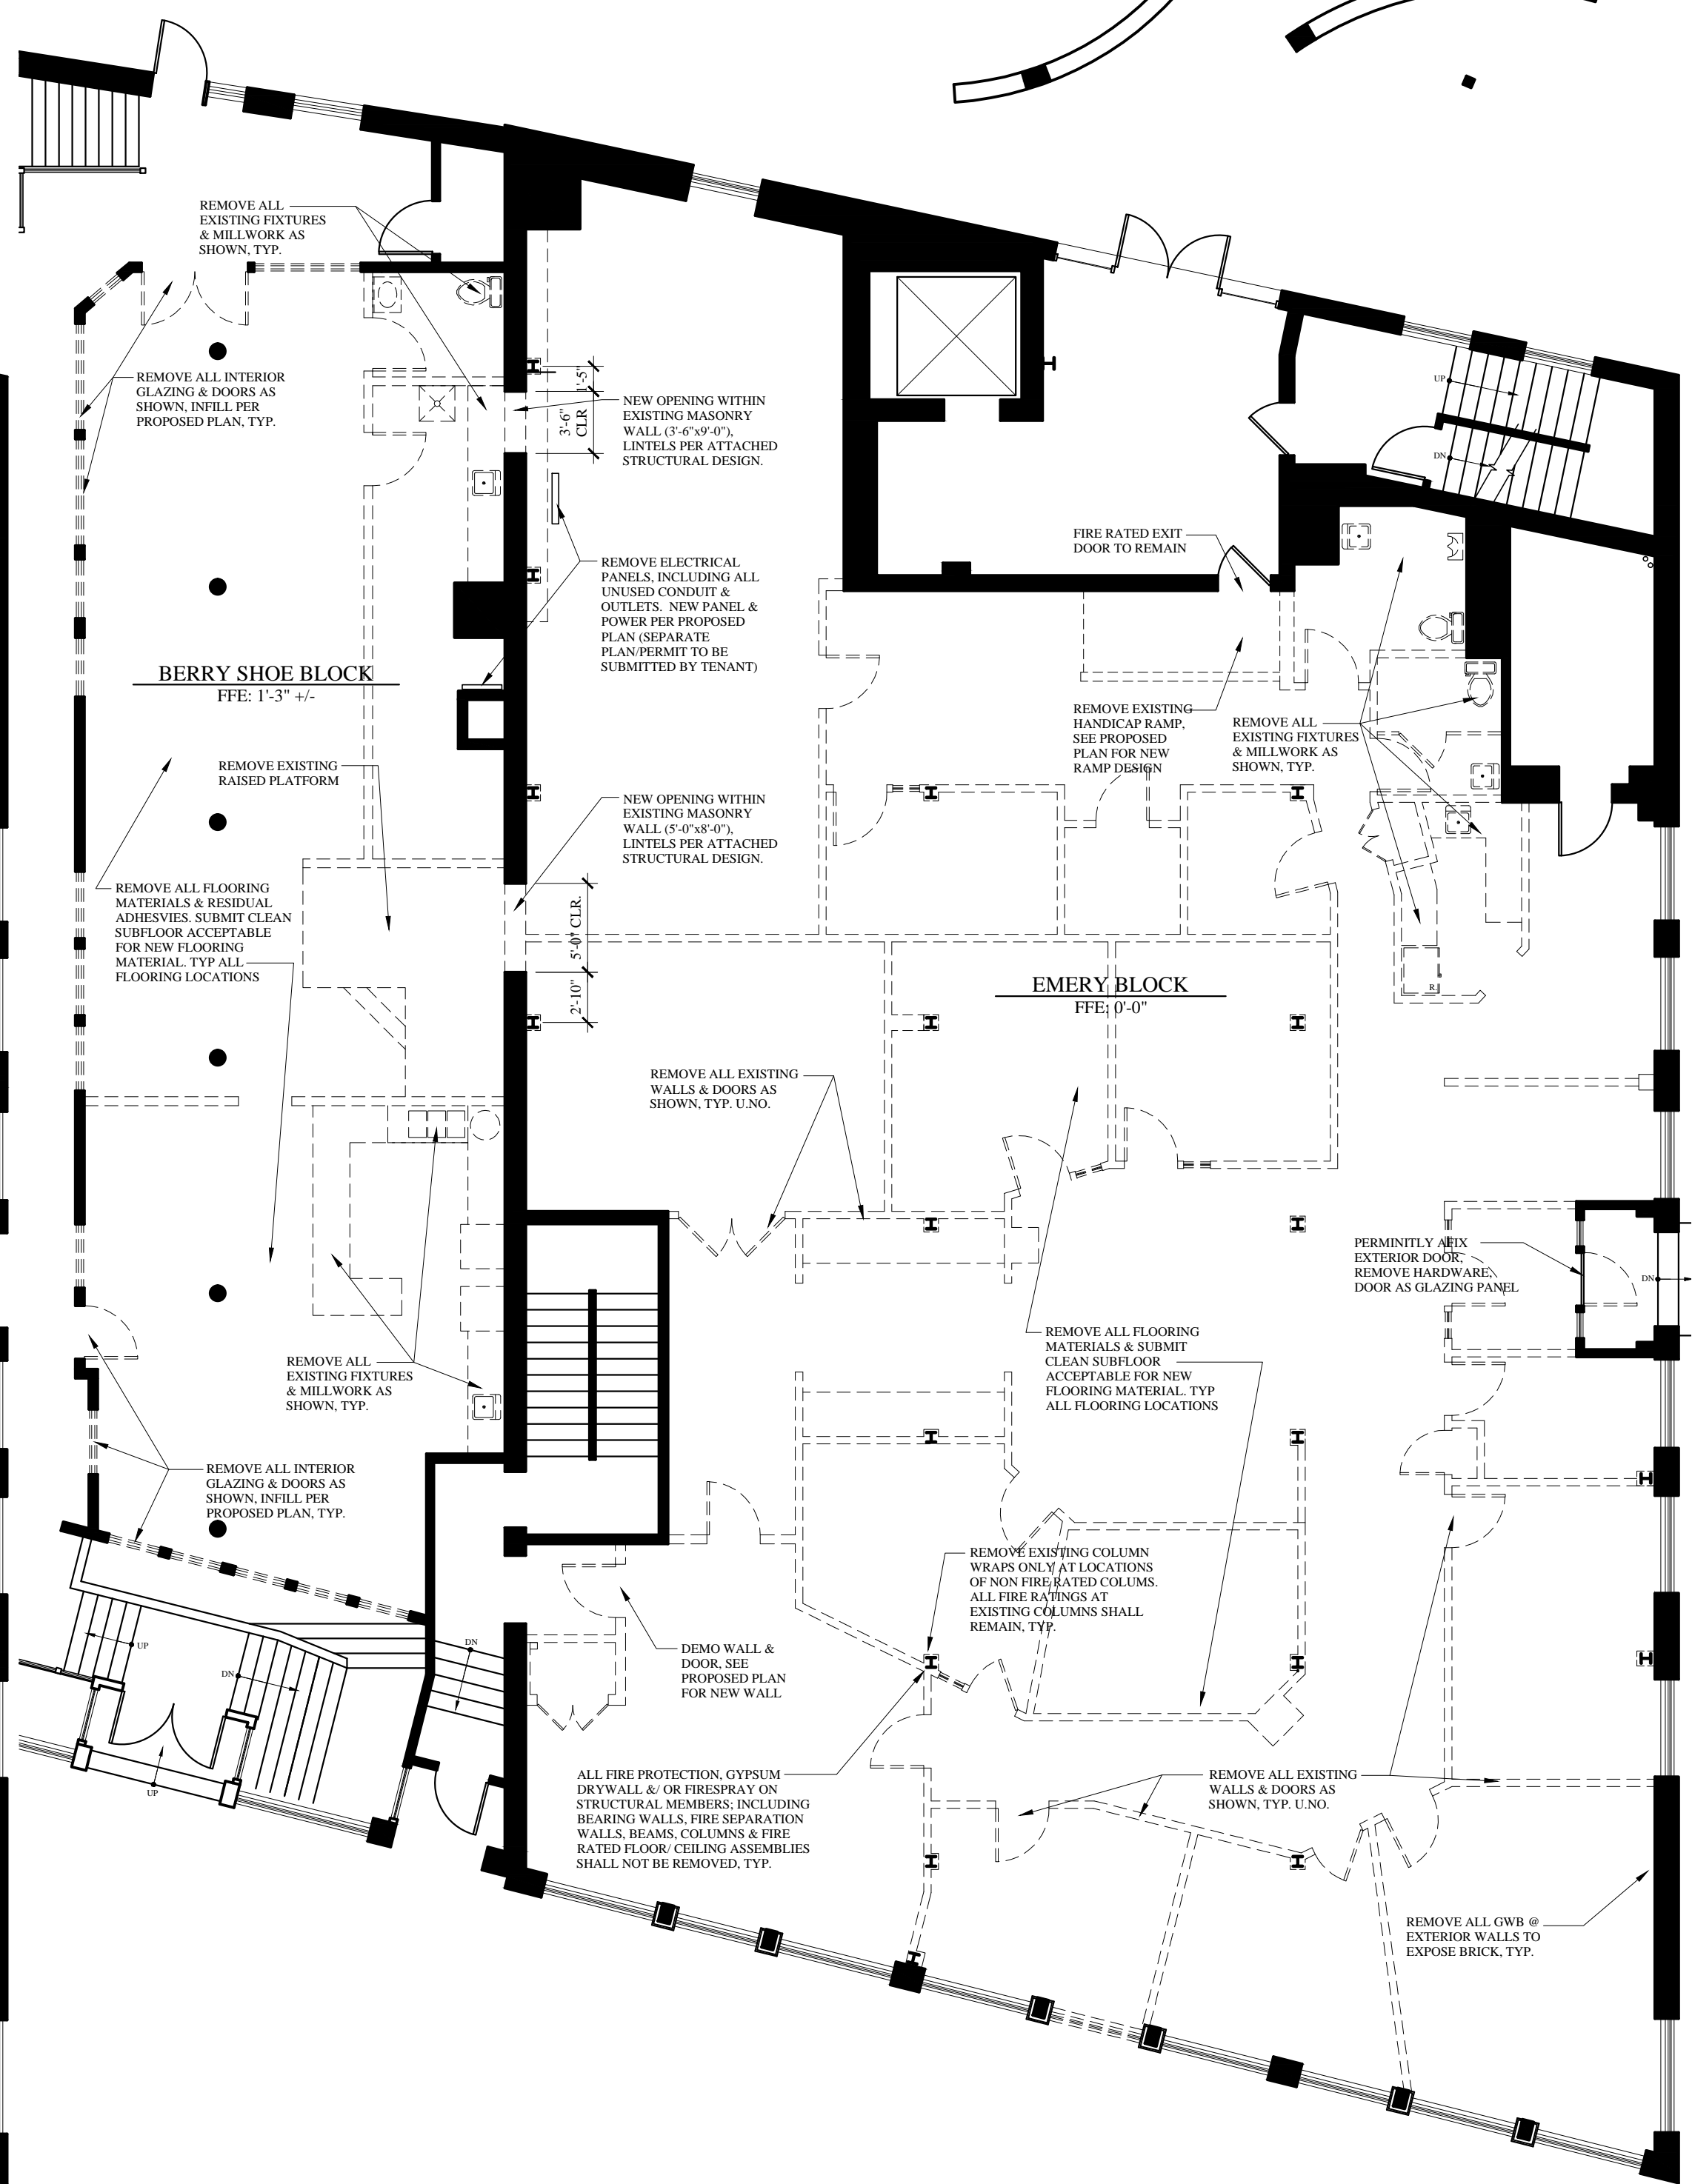 REMOVE ALL
EXISTING FIXTURES
& MILLWORK AS
SHOWN, TYP.
REMOVE ALL INTERIOR
GLAZING & DOORS AS
SHOWN, INFILL PER
PROPOSED PLAN, TYP.
1'-5"
3'-6"
CLR
NEW OPENING WITHIN
EXISTING MASONRY
WALL (3'-6"x9'-0"),
LINTELS PER ATTACHED
STRUCTURAL DESIGN.
UP
DN
FIRE RATED EXIT
DOOR TO REMAIN
REMOVE ELECTRICAL
PANELS, INCLUDING ALL
UNUSED CONDUIT &
OUTLETS. NEW PANEL &
POWER PER PROPOSED
PLAN (SEPARATE
PLAN/PERMIT TO BE
SUBMITTED BY TENANT)
BERRY SHOE BLOCK
FFE: 1'-3" +/-
REMOVE EXISTING
HANDICAP RAMP,
SEE PROPOSED
PLAN FOR NEW
RAMP DESIGN
REMOVE ALL
EXISTING FIXTURES
& MILLWORK AS
SHOWN, TYP.
REMOVE EXISTING
RAISED PLATFORM
NEW OPENING WITHIN
EXISTING MASONRY
WALL (5'-0"x8'-0"),
LINTELS PER ATTACHED
STRUCTURAL DESIGN.
REMOVE ALL FLOORING
MATERIALS & RESIDUAL
ADHESVIES. SUBMIT CLEAN
SUBFLOOR ACCEPTABLE
FOR NEW FLOORING
MATERIAL. TYP ALL
FLOORING LOCATIONS
5'-0" CLR.
2'-10"
EMERY BLOCK
FFE: 0'-0"
R.
REMOVE ALL EXISTING
WALLS & DOORS AS
SHOWN, TYP. U.NO.
PERMINITLY AFIX
EXTERIOR DOOR,
REMOVE HARDWARE,
DOOR AS GLAZING PANEL
DN
REMOVE ALL FLOORING
MATERIALS & SUBMIT
CLEAN SUBFLOOR
ACCEPTABLE FOR NEW
FLOORING MATERIAL. TYP
ALL FLOORING LOCATIONS
REMOVE ALL
EXISTING FIXTURES
& MILLWORK AS
SHOWN, TYP.
REMOVE ALL INTERIOR
GLAZING & DOORS AS
SHOWN, INFILL PER
PROPOSED PLAN, TYP.
REMOVE EXISTING COLUMN
WRAPS ONLY AT LOCATIONS
OF NON FIRE RATED COLUMS.
ALL FIRE RATINGS AT
EXISTING COLUMNS SHALL
REMAIN, TYP.
UP
DN
DN
UP
DEMO WALL &
DOOR, SEE
PROPOSED PLAN
FOR NEW WALL
ALL FIRE PROTECTION, GYPSUM
DRYWALL &/ OR FIRESPRAY ON
STRUCTURAL MEMBERS; INCLUDING
BEARING WALLS, FIRE SEPARATION
WALLS, BEAMS, COLUMNS & FIRE
RATED FLOOR/ CEILING ASSEMBLIES
SHALL NOT BE REMOVED, TYP.
REMOVE ALL EXISTING
WALLS & DOORS AS
SHOWN, TYP. U.NO.
REMOVE ALL GWB @
EXTERIOR WALLS TO
EXPOSE BRICK, TYP.